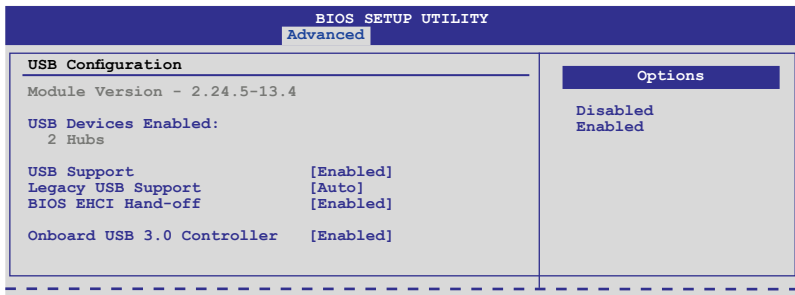 BIOS SETUP UTILITY
Advanced
USB Configuration
Module Version - 2.24.5-13.4
USB Devices Enabled:
2 Hubs
USB Support [Enabled]
Legacy USB Support [Auto]
BIOS EHCI Hand-off [Enabled]
Onboard USB 3.0 Controller [Enabled]
Options
Disabled
Enabled